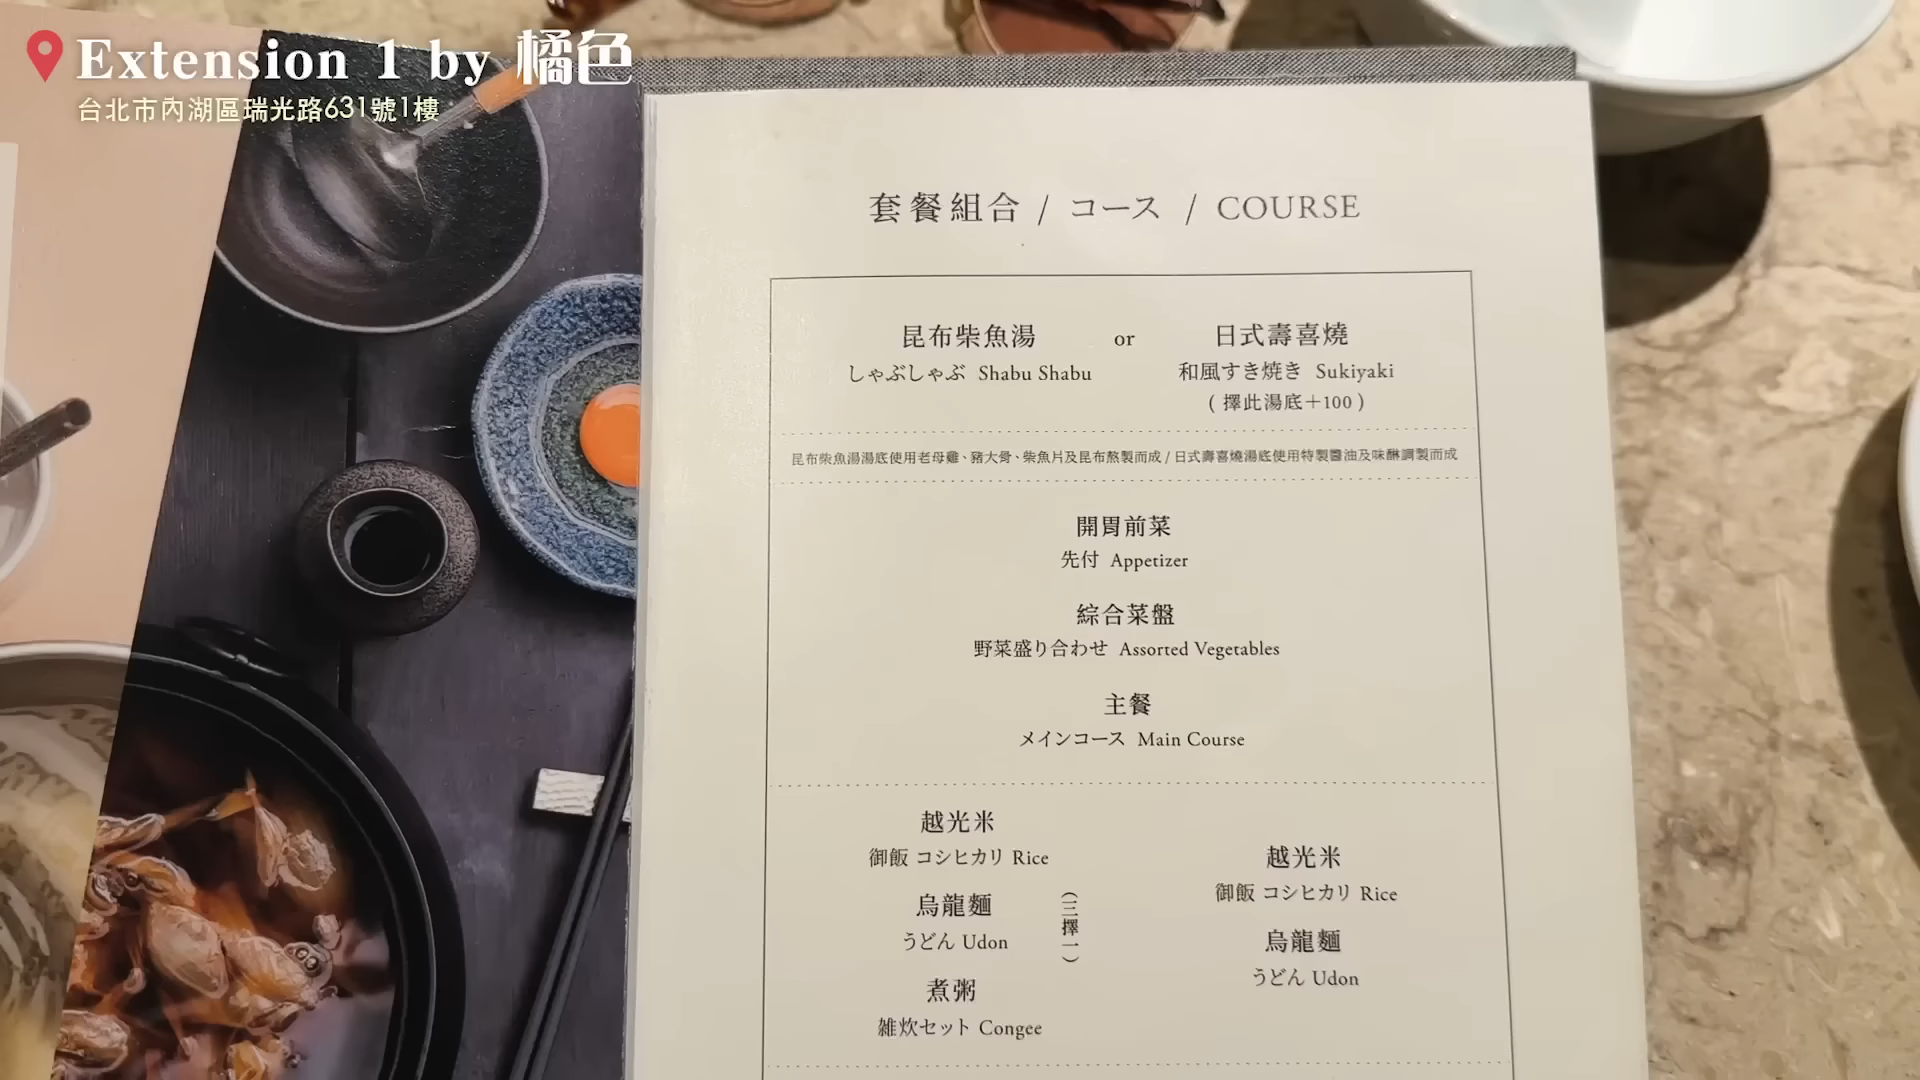 Extension 1 by 橘色
台北市內湖區瑞光路631號1樓
套餐組合 / コース / COURSE
昆布柴魚湯 or 日式壽喜燒
しゃぶしゃぶ Shabu Shabu 和風すき焼き Sukiyaki
( 擇此湯底＋100 )
昆布柴魚湯湯底使用老母雞、豬大骨、柴魚片及昆布熬製而成 / 日式壽喜燒湯底使用特製醬油及味醂調製而成
開胃前菜
先付 Appetizer
綜合菜盤
野菜盛り合わせ Assorted Vegetables
主餐
メインコース Main Course
越光米
御飯 コシヒカリ Rice
烏龍麵
うどん Udon
煮粥
雑炊セット Congee
（三擇一）
越光米
御飯 コシヒカリ Rice
烏龍麵
うどん Udon